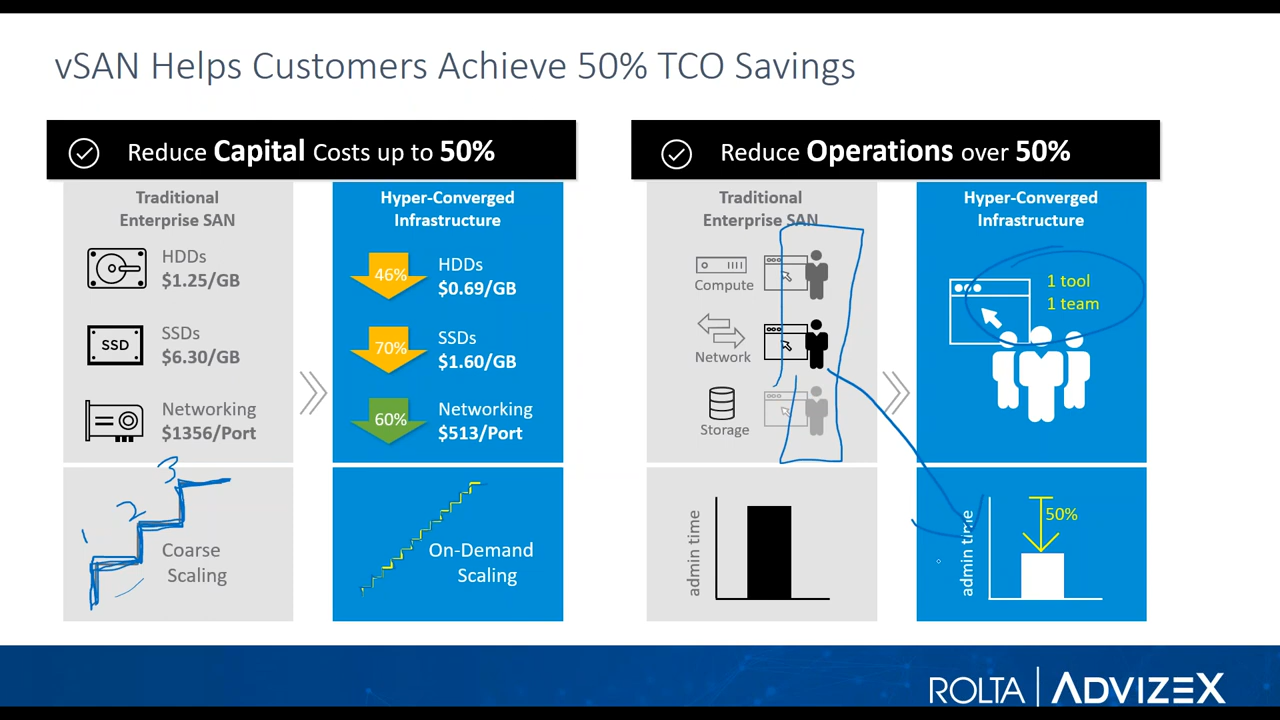 vSAN Helps Customers Achieve 50% TCO Savings
Reduce Capital Costs up to 50%
Traditional
Enterprise SAN
HDDs
$1.25/GB
SSD
SSDs
$6.30/GB
Networking
$1356/Port
Hyper-Converged
Infrastructure
46%
HDDs
$0.69/GB
70%
SSDs
$1.60/GB
60%
Networking
$513/Port
1
2
3
Coarse
Scaling
On-Demand
Scaling
Reduce Operations over 50%
Traditional
Enterprise SAN
Compute
Network
Storage
Hyper-Converged
Infrastructure
1 tool
1 team
admin time
admin time
50%
ROLTA | ADVIZEX